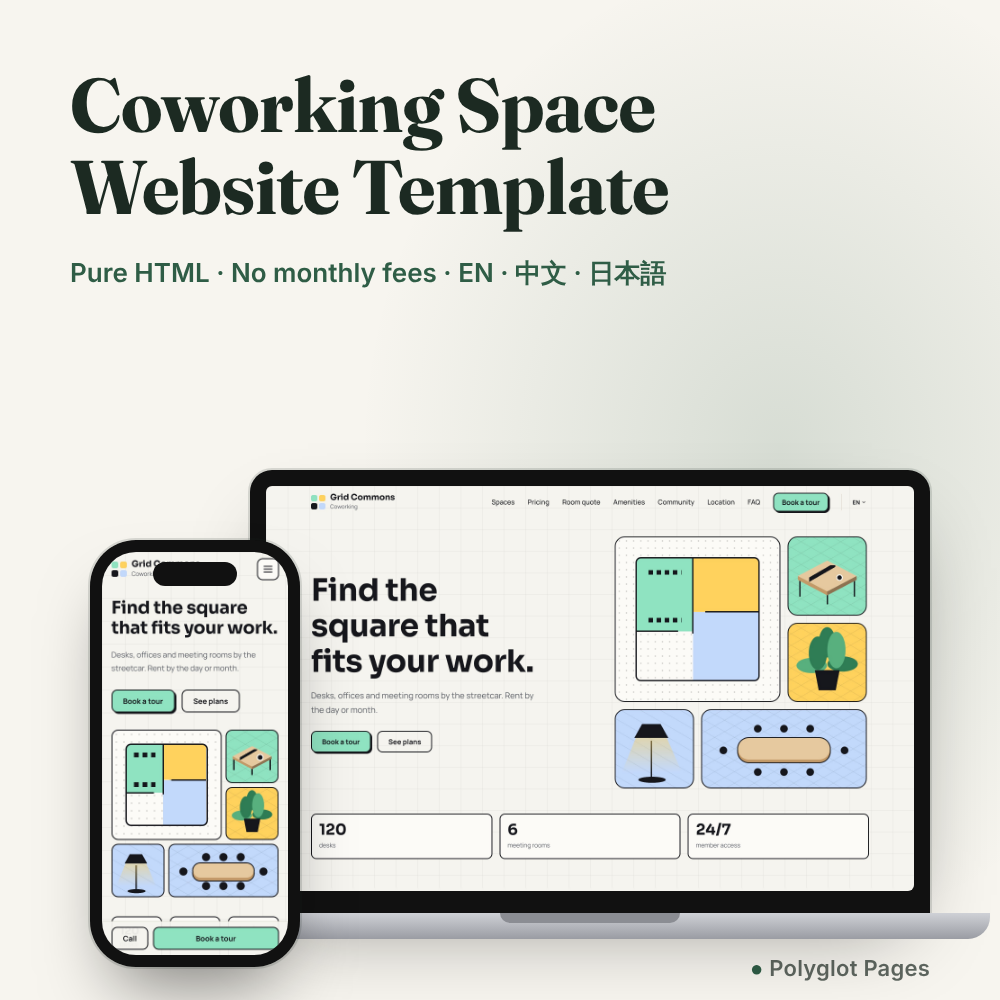 Coworking Space
Website Template
Pure HTML · No monthly fees · EN · 中文 · 日本語
Grid Commons
Coworking
Spaces Pricing Room quote Amenities Community Location FAQ Book a tour EN
Find the
square that
fits your work.
Desks, offices and meeting rooms by the streetcar. Rent by
the day or month.
Book a tour See plans
120
desks
6
meeting rooms
24/7
member access
Find the square
that fits your work.
Desks, offices and meeting rooms by the
streetcar. Rent by the day or month.
Book a tour See plans
Call Book a tour
Polyglot Pages